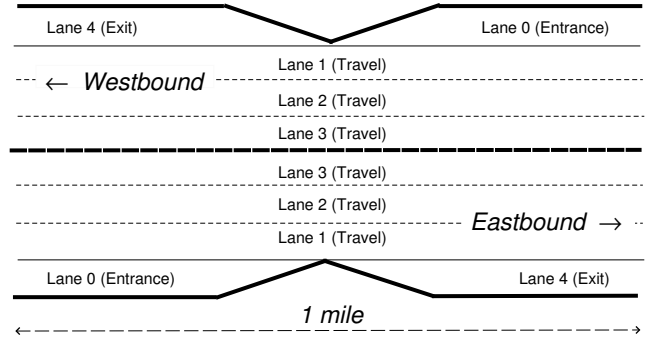 Lane 4 (Exit) Lane 0 (Entrance)
Lane 1 (Travel)
← Westbound
Lane 2 (Travel)
Lane 3 (Travel)
Lane 3 (Travel)
Lane 2 (Travel)
Eastbound →
Lane 1 (Travel)
Lane 0 (Entrance) Lane 4 (Exit)
1 mile